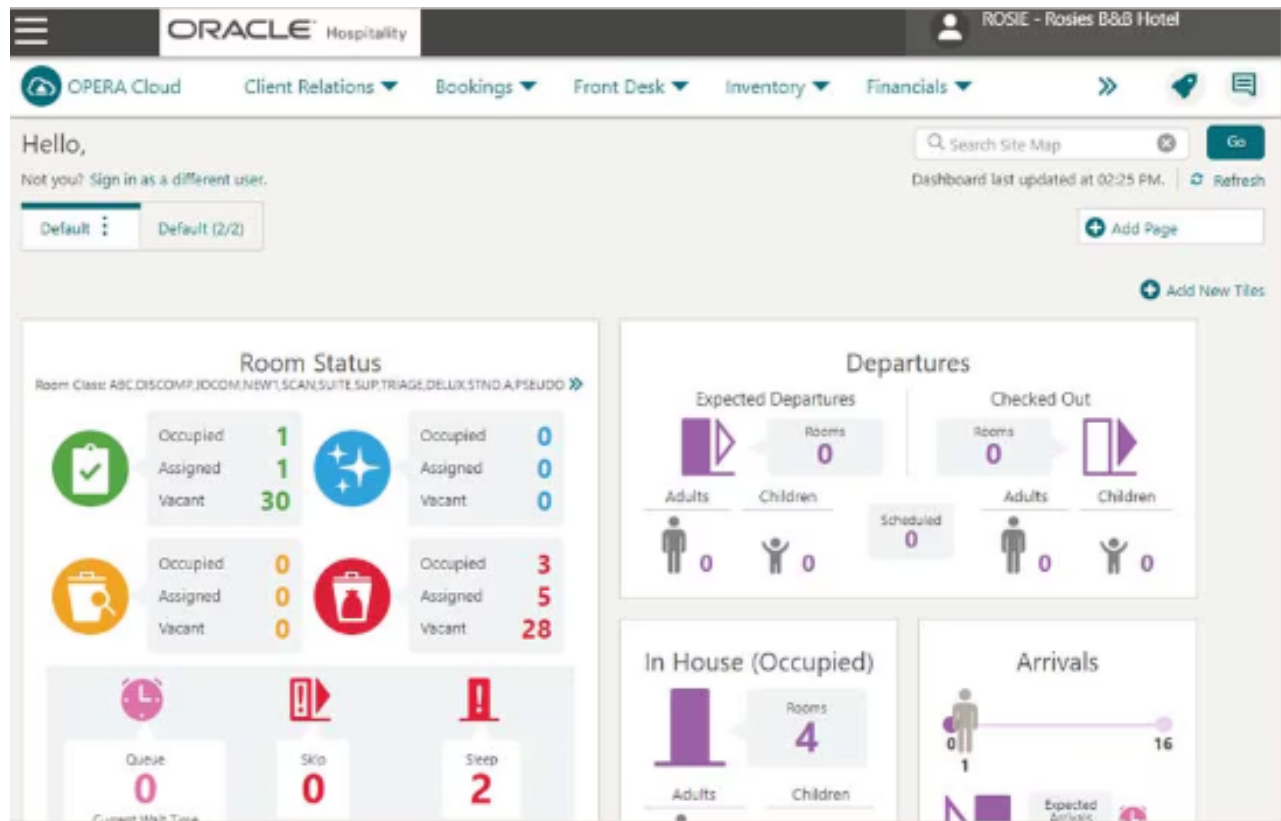 ORACLE Hospitality
ROSIE - Rosies B&B Hotel
OPERA Cloud Client Relations Bookings Front Desk Inventory Financials
Hello,
Search Site Map Go
Not you? Sign in as a different user.
Dashboard last updated at 02:25 PM. Refresh
Default Default (2/2)
Add Page
Add New Tiles
Room Status
Room Class: ABC,DISCOMP,JOCOM,NEW1,SCAN,SUITE,SUP,TRIAGE,DELUX,STND,A,PSEUDO
Occupied 1
Assigned 1
Vacant 30
Occupied 0
Assigned 0
Vacant 0
Occupied 0
Assigned 0
Vacant 0
Occupied 3
Assigned 5
Vacant 28
Queue
0
Current Wait Time
Skip
0
Sleep
2
Departures
Expected Departures
Rooms
0
Adults Children
0 0
Scheduled
0
Checked Out
Rooms
0
Adults Children
0 0
In House (Occupied)
Rooms
4
Adults Children
Arrivals
0 16
1
Expected
Arrivals